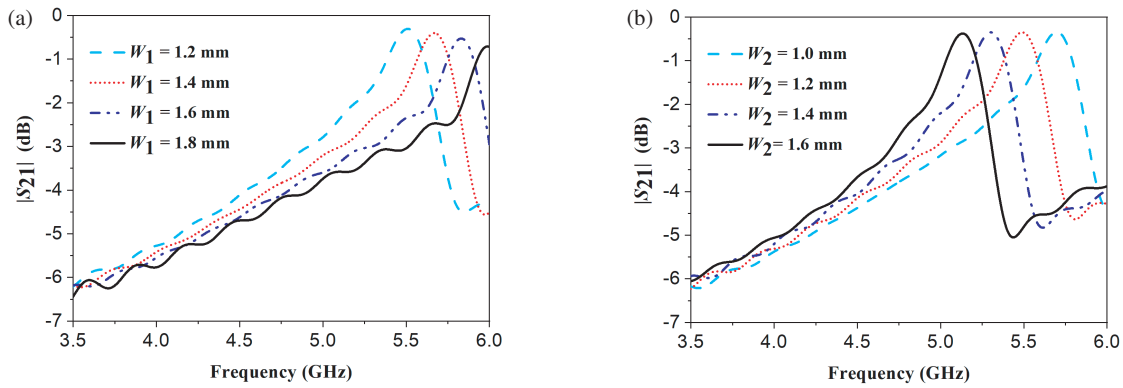 (a)
0
-1
-2
-3
-4
-5
-6
-7
|S21| (dB)
W1 = 1.2 mm
W1 = 1.4 mm
W1 = 1.6 mm
W1 = 1.8 mm
3.5 4.0 4.5 5.0 5.5 6.0
Frequency (GHz)
(b)
0
-1
-2
-3
-4
-5
-6
-7
|S21| (dB)
W2 = 1.0 mm
W2 = 1.2 mm
W2 = 1.4 mm
W2= 1.6 mm
3.5 4.0 4.5 5.0 5.5 6.0
Frequency (GHz)